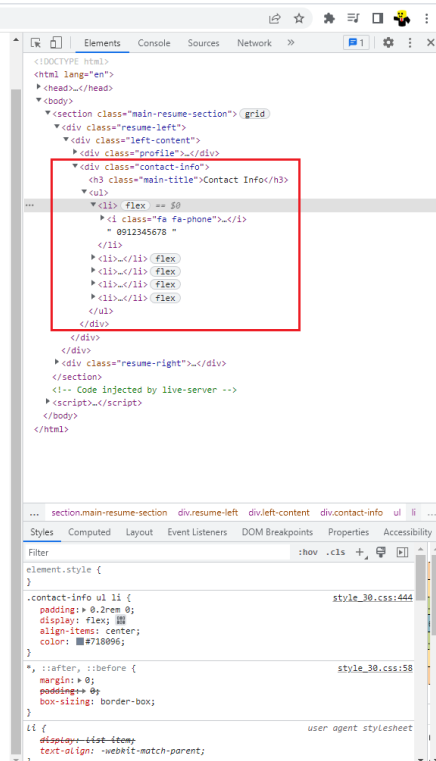 Elements Console Sources Network » 1
<!DOCTYPE html>
<html lang="en">
<head>…</head>
<body>
<section class="main-resume-section"> grid
<div class="resume-left">
<div class="left-content">
<div class="profile">…</div>
<div class="contact-info">
<h3 class="main-title">Contact Info</h3>
<ul>
… <li> flex == $0
<i class="fa fa-phone">…</i>
" 0912345678 "
</li>
<li>…</li> flex
<li>…</li> flex
<li>…</li> flex
<li>…</li> flex
</ul>
</div>
</div>
</div>
<div class="resume-right">…</div>
</section>
<!-- Code injected by live-server -->
<script>…</script>
</body>
</html>
… section.main-resume-section div.resume-left div.left-content div.contact-info ul li …
Styles Computed Layout Event Listeners DOM Breakpoints Properties Accessibility
Filter :hov .cls +
element.style {
}
.contact-info ul li { style_30.css:444
padding: 0.2rem 0;
display: flex;
align-items: center;
color: #718096;
}
*, ::after, ::before { style_30.css:58
margin: 0;
padding: 0;
box-sizing: border-box;
}
li { user agent stylesheet
display: list-item;
text-align: -webkit-match-parent;